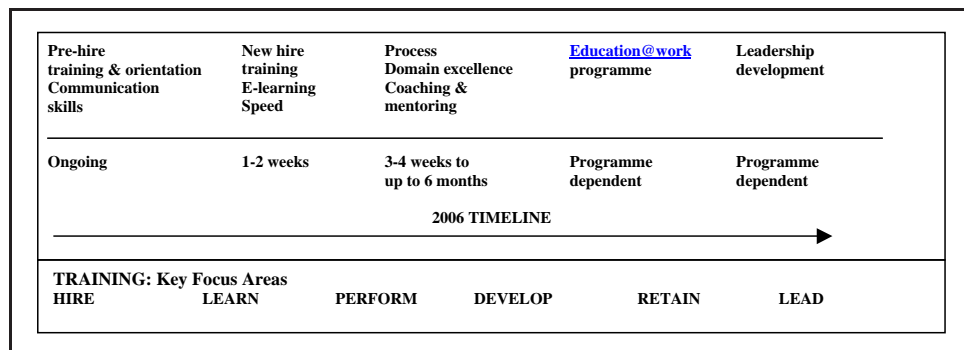 Pre-hire
training & orientation
Communication
skills
New hire
training
E-learning
Speed
Process
Domain excellence
Coaching &
mentoring
Education@work
programme
Leadership
development
Ongoing
1-2 weeks
3-4 weeks to
up to 6 months
Programme
dependent
Programme
dependent
2006 TIMELINE
TRAINING: Key Focus Areas
HIRE LEARN PERFORM DEVELOP RETAIN LEAD